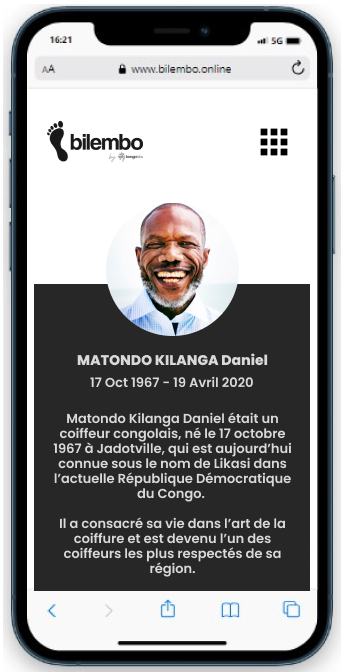 16:21
5G
AA
www.bilembo.online
bilembo
by
MATONDO KILANGA Daniel
17 Oct 1967 - 19 Avril 2020
Matondo Kilanga Daniel était un
coiffeur congolais, né le 17 octobre
1967 à Jadotville, qui est aujourd'hui
connue sous le nom de Likasi dans
l'actuelle République Démocratique
du Congo.
Il a consacré sa vie dans l'art de la
coiffure et est devenu l'un des
coiffeurs les plus respectés de sa
région.